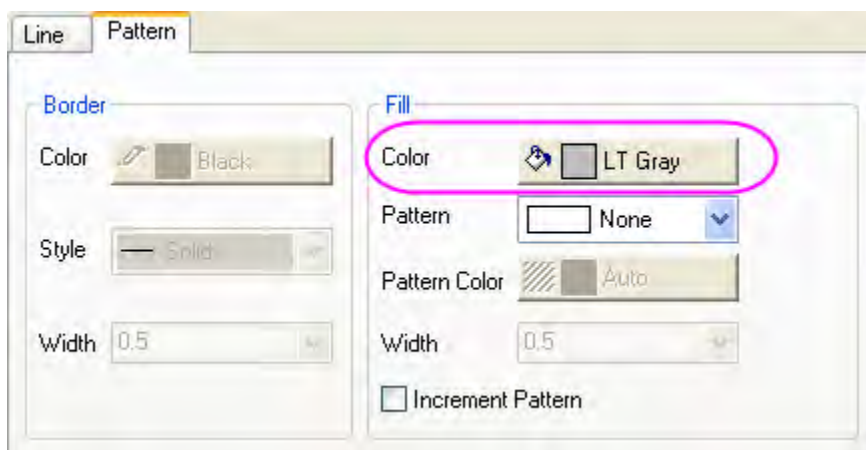 Line Pattern
Border
Color Black
Style Solid
Width 0.5
Fill
Color LT Gray
Pattern None
Pattern Color Auto
Width 0.5
Increment Pattern